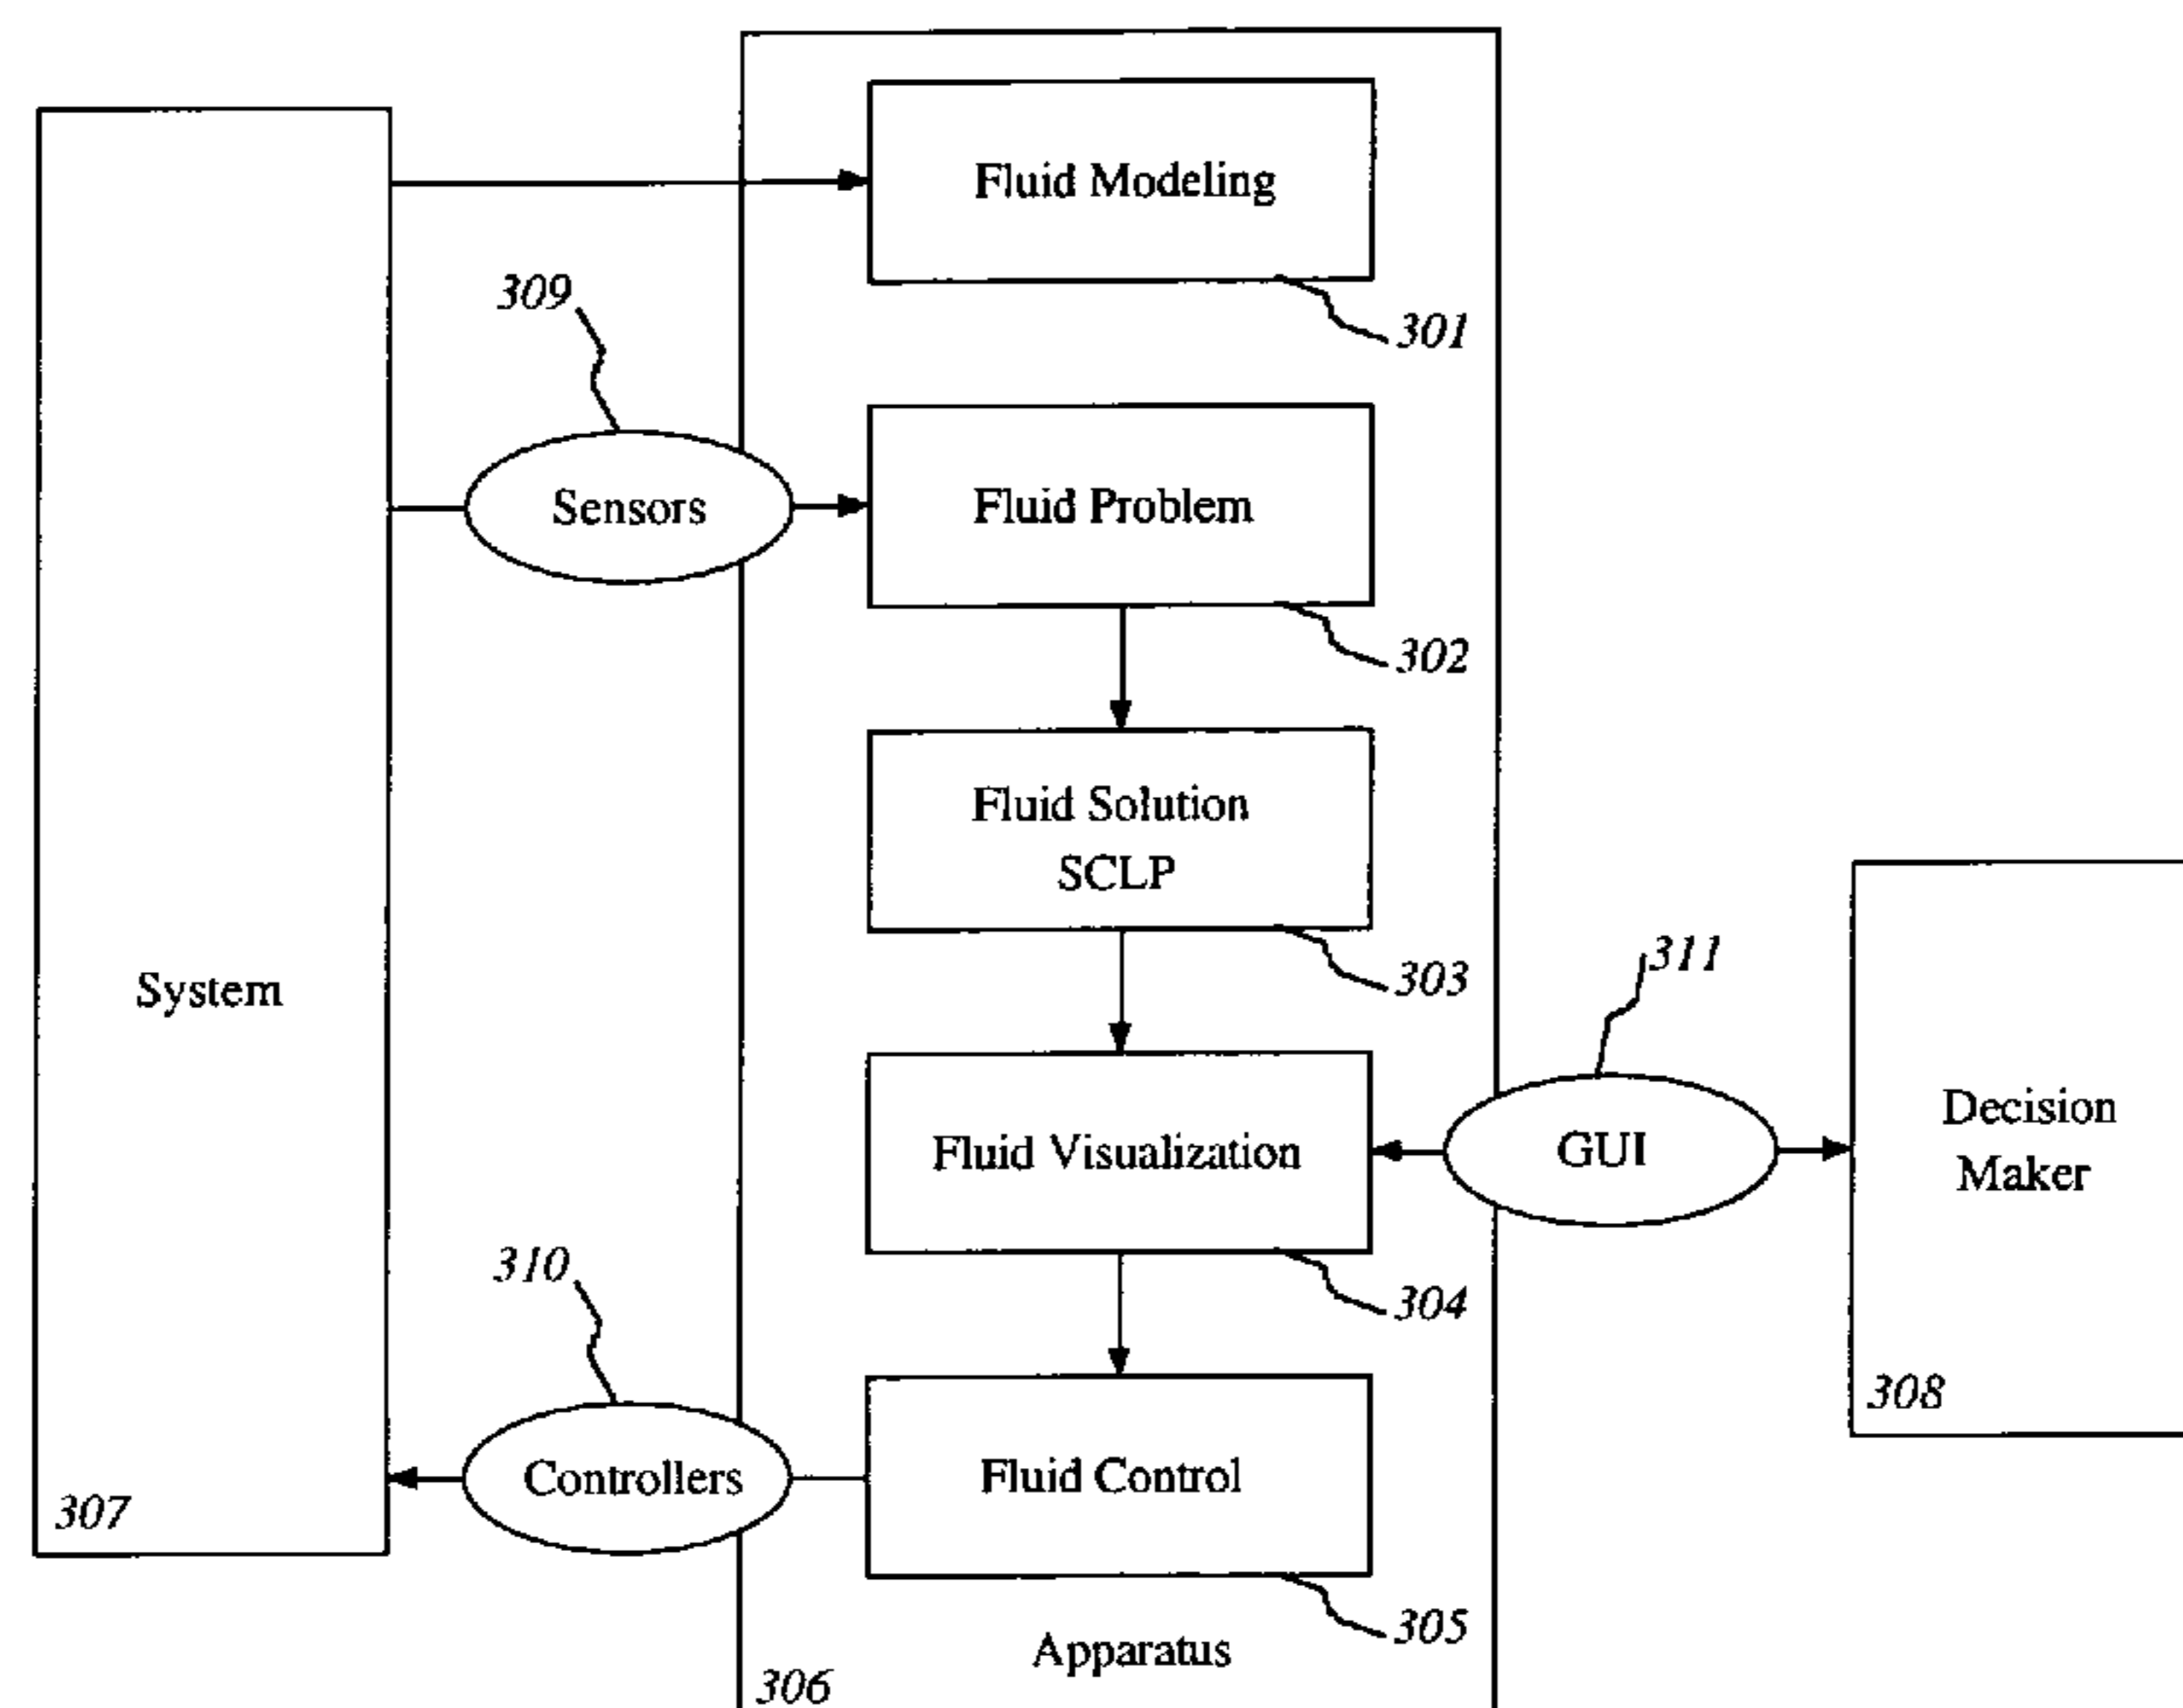 Fluid Modeling
301
309
Sensors
Fluid Problem
302
Fluid Solution
SCLP
303
System
311
Fluid Visualization
GUI
Decision
Maker
304
308
310
Controllers
Fluid Control
307
305
Apparatus
306